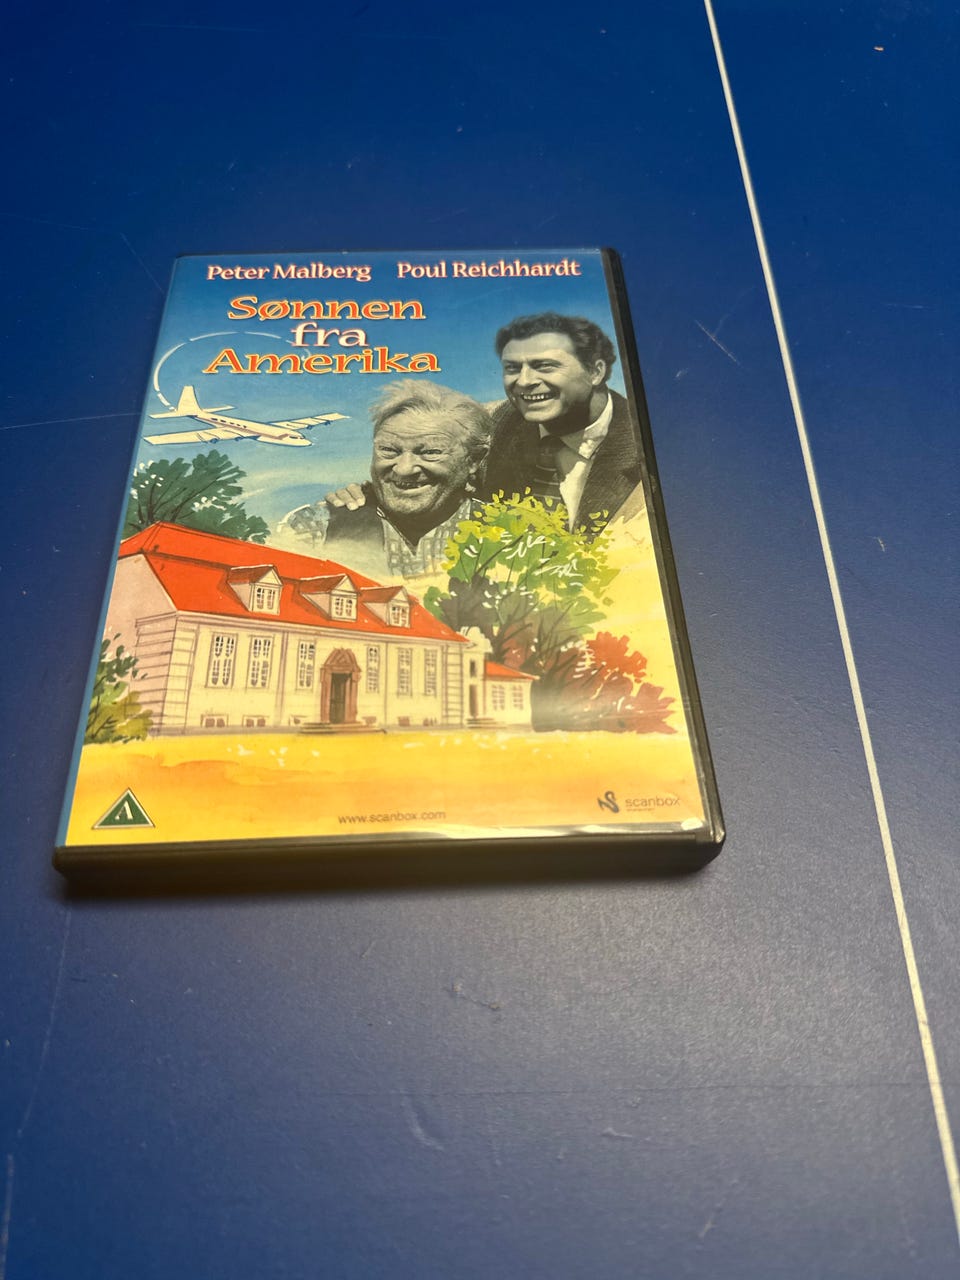 Peter Malberg Poul Reichhardt
Sønnen
fra
Amerika
A
www.scanbox.com
scanbox